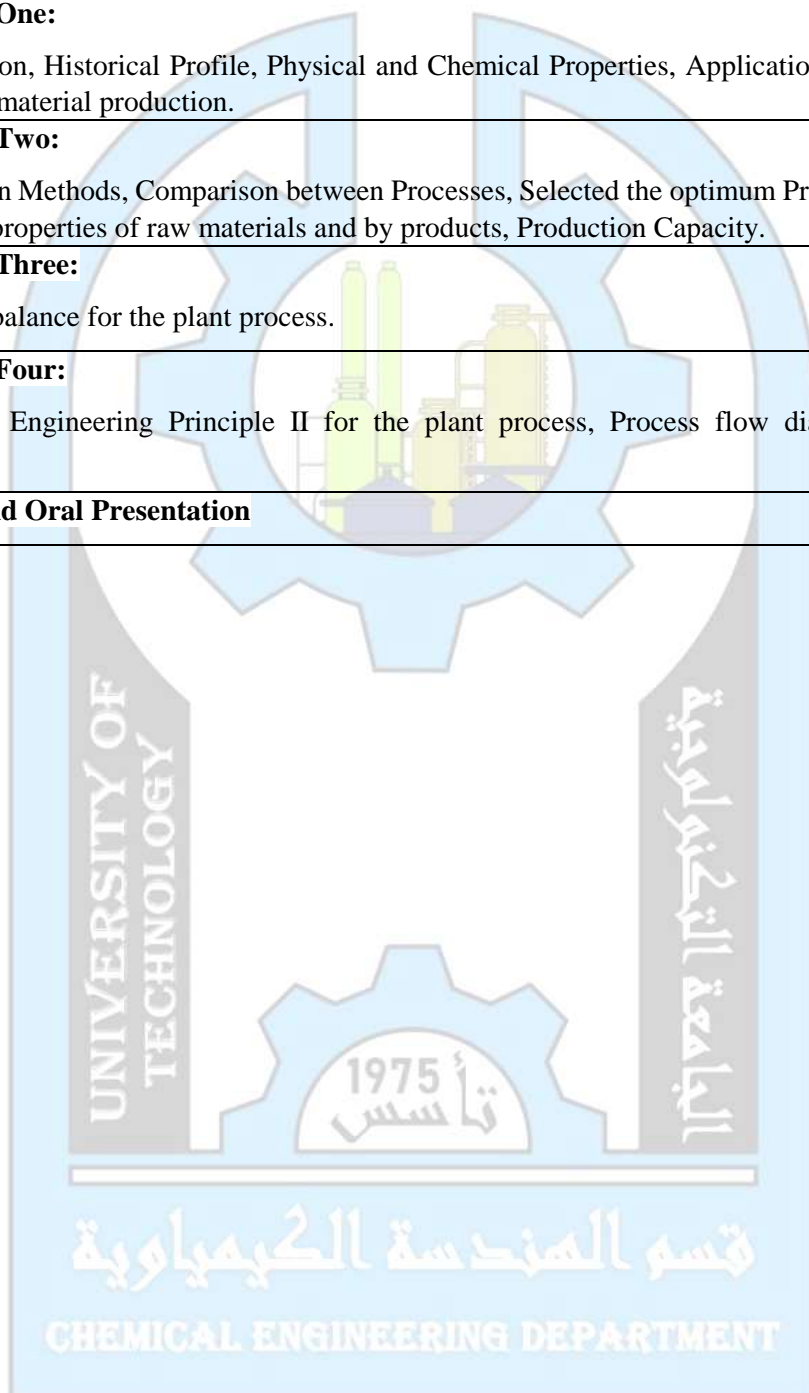 One:
on, Historical Profile, Physical and Chemical Properties, Applicatio
material production.
Two:
n Methods, Comparison between Processes, Selected the optimum Pr
properties of raw materials and by products, Production Capacity.
Three:
balance for the plant process.
Four:
Engineering Principle II for the plant process, Process flow dia
d Oral Presentation
UNIVERSITY OF
TECHNOLOGY
الجامعة التكنولوجية
1975
تأسس
قسم الهندسة الكيمياوية
CHEMICAL ENGINEERING DEPARTMENT